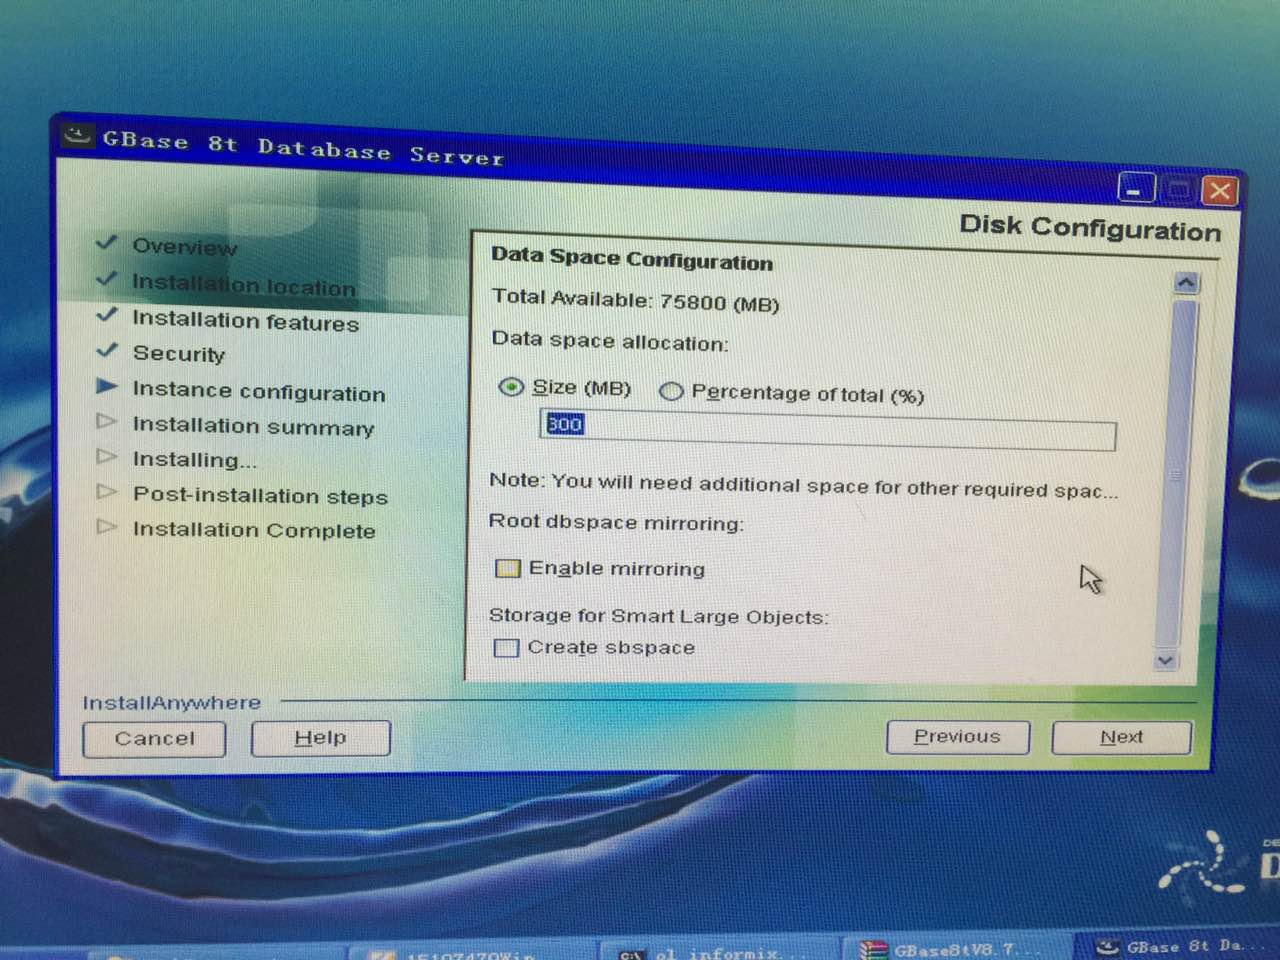 GBase 8t Database Server
Disk Configuration
Overview
Installation location
Installation features
Security
Instance configuration
Installation summary
Installing...
Post-installation steps
Installation Complete
Data Space Configuration
Total Available: 75800 (MB)
Data space allocation:
Size (MB) Percentage of total (%)
300
Note: You will need additional space for other required spac...
Root dbspace mirroring:
Enable mirroring
Storage for Smart Large Objects:
Create sbspace
InstallAnywhere
Cancel Help Previous Next
ol_informix... GBase8tV8.7... GBase 8t Da...